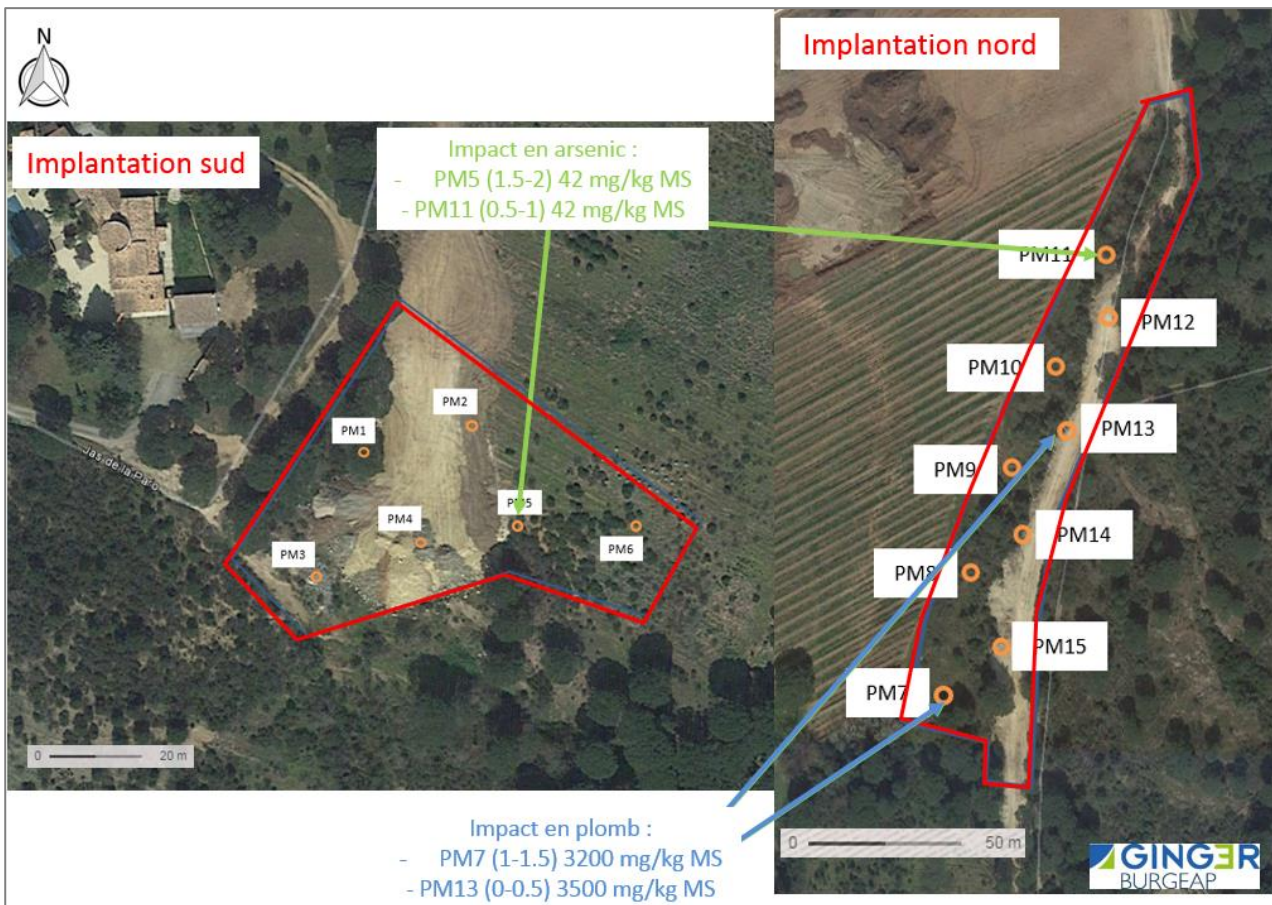 N
Implantation sud
Implantation nord
Impact en arsenic :
- PM5 (1.5-2) 42 mg/kg MS
- PM11 (0.5-1) 42 mg/kg MS
PM1
PM2
PM3
PM4
PM5
PM6
Jas de la Paro
0 20 m
PM11
PM12
PM10
PM13
PM9
PM14
PM8
PM15
PM7
0 50 m
Impact en plomb :
- PM7 (1-1.5) 3200 mg/kg MS
- PM13 (0-0.5) 3500 mg/kg MS
GINGER
BURGEAP